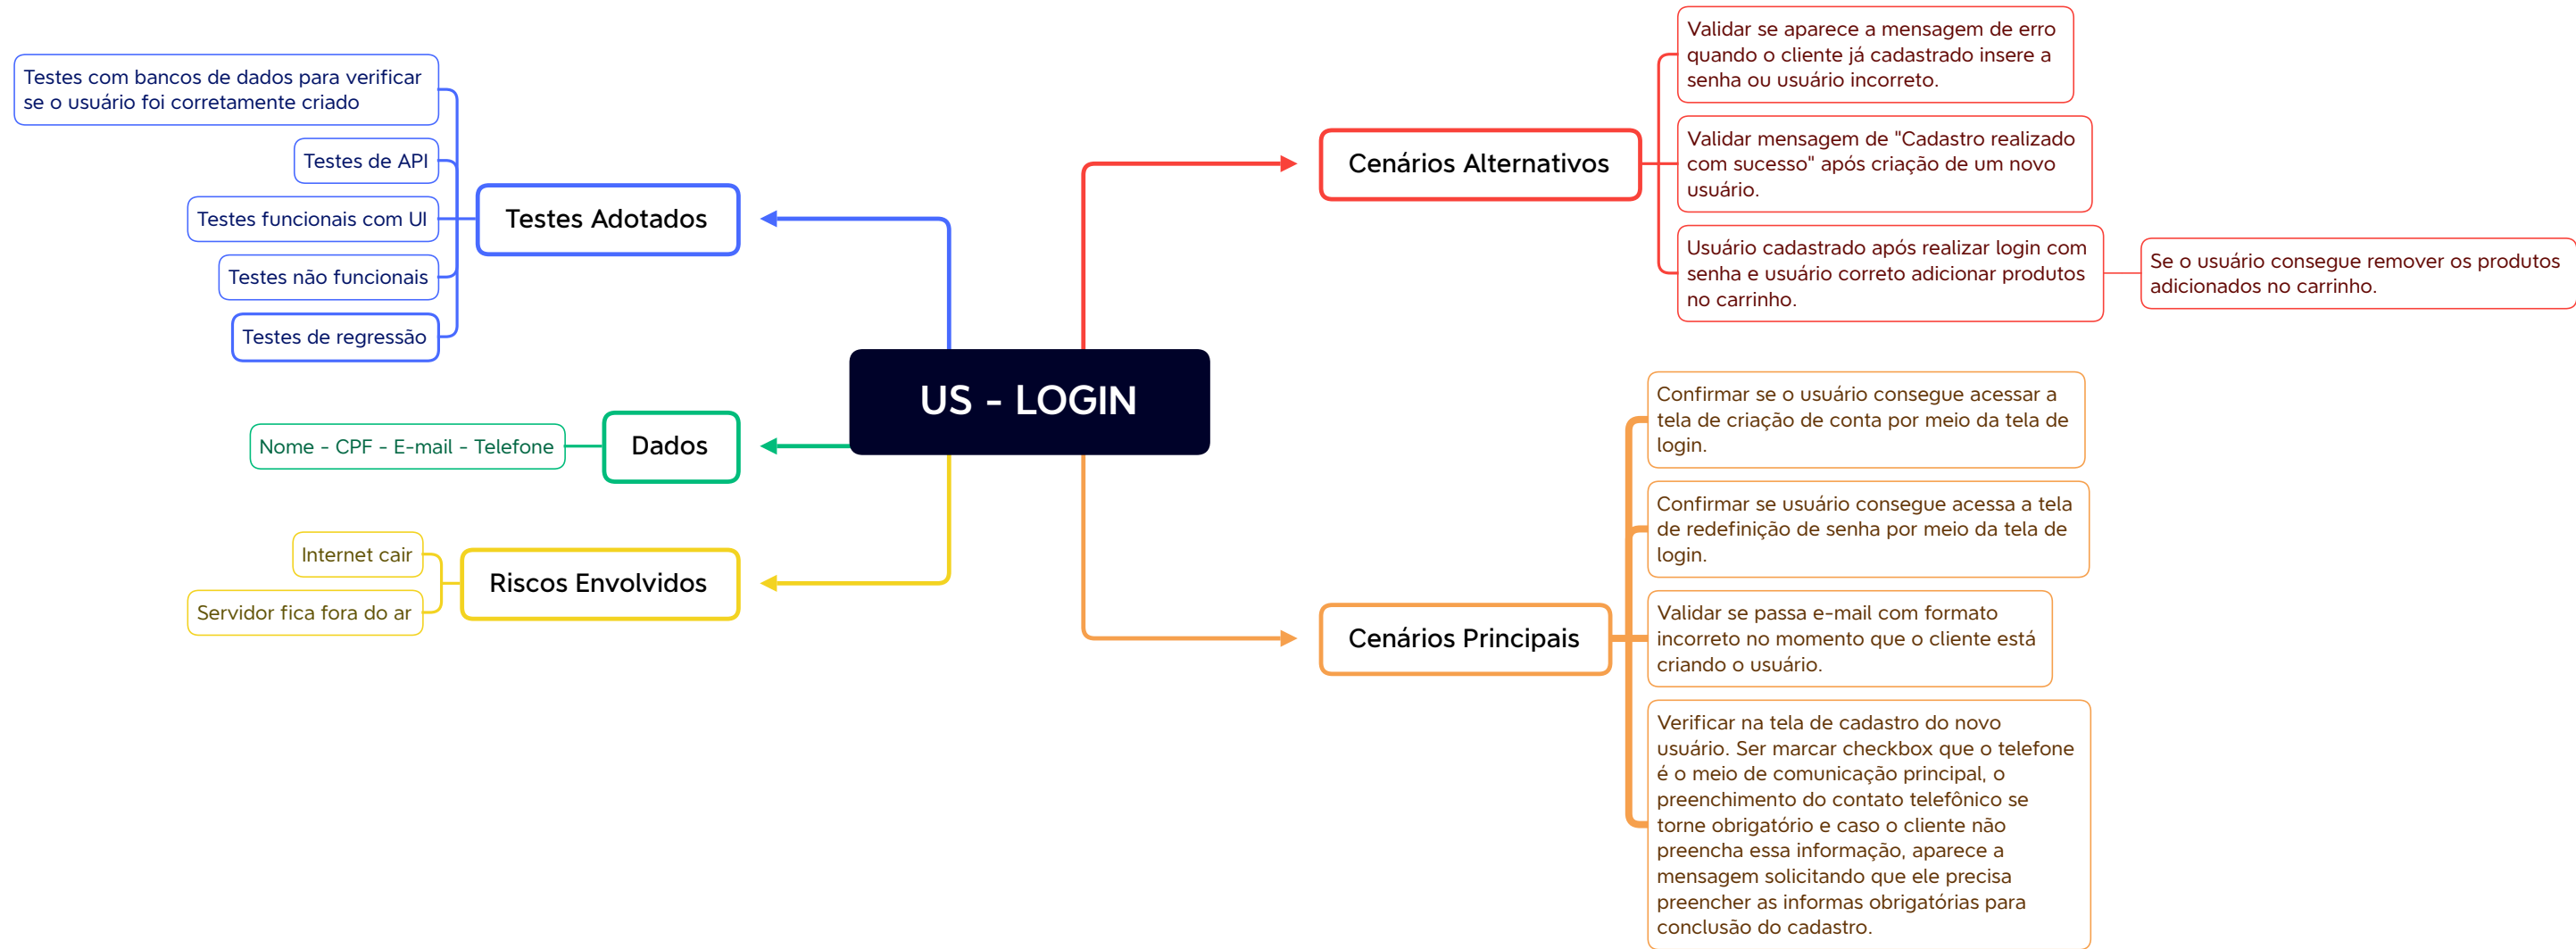 Testes com bancos de dados para verificar
se o usuário foi corretamente criado
Testes de API
Testes funcionais com UI
Testes não funcionais
Testes de regressão
Testes Adotados
Nome - CPF - E-mail - Telefone
Dados
Internet cair
Servidor fica fora do ar
Riscos Envolvidos
US - LOGIN
Cenários Alternativos
Validar se aparece a mensagem de erro
quando o cliente já cadastrado insere a
senha ou usuário incorreto.
Validar mensagem de "Cadastro realizado
com sucesso" após criação de um novo
usuário.
Usuário cadastrado após realizar login com
senha e usuário correto adicionar produtos
no carrinho.
Se o usuário consegue remover os produtos
adicionados no carrinho.
Cenários Principais
Confirmar se o usuário consegue acessar a
tela de criação de conta por meio da tela de
login.
Confirmar se usuário consegue acessa a tela
de redefinição de senha por meio da tela de
login.
Validar se passa e-mail com formato
incorreto no momento que o cliente está
criando o usuário.
Verificar na tela de cadastro do novo
usuário. Ser marcar checkbox que o telefone
é o meio de comunicação principal, o
preenchimento do contato telefônico se
torne obrigatório e caso o cliente não
preencha essa informação, aparece a
mensagem solicitando que ele precisa
preencher as informas obrigatórias para
conclusão do cadastro.